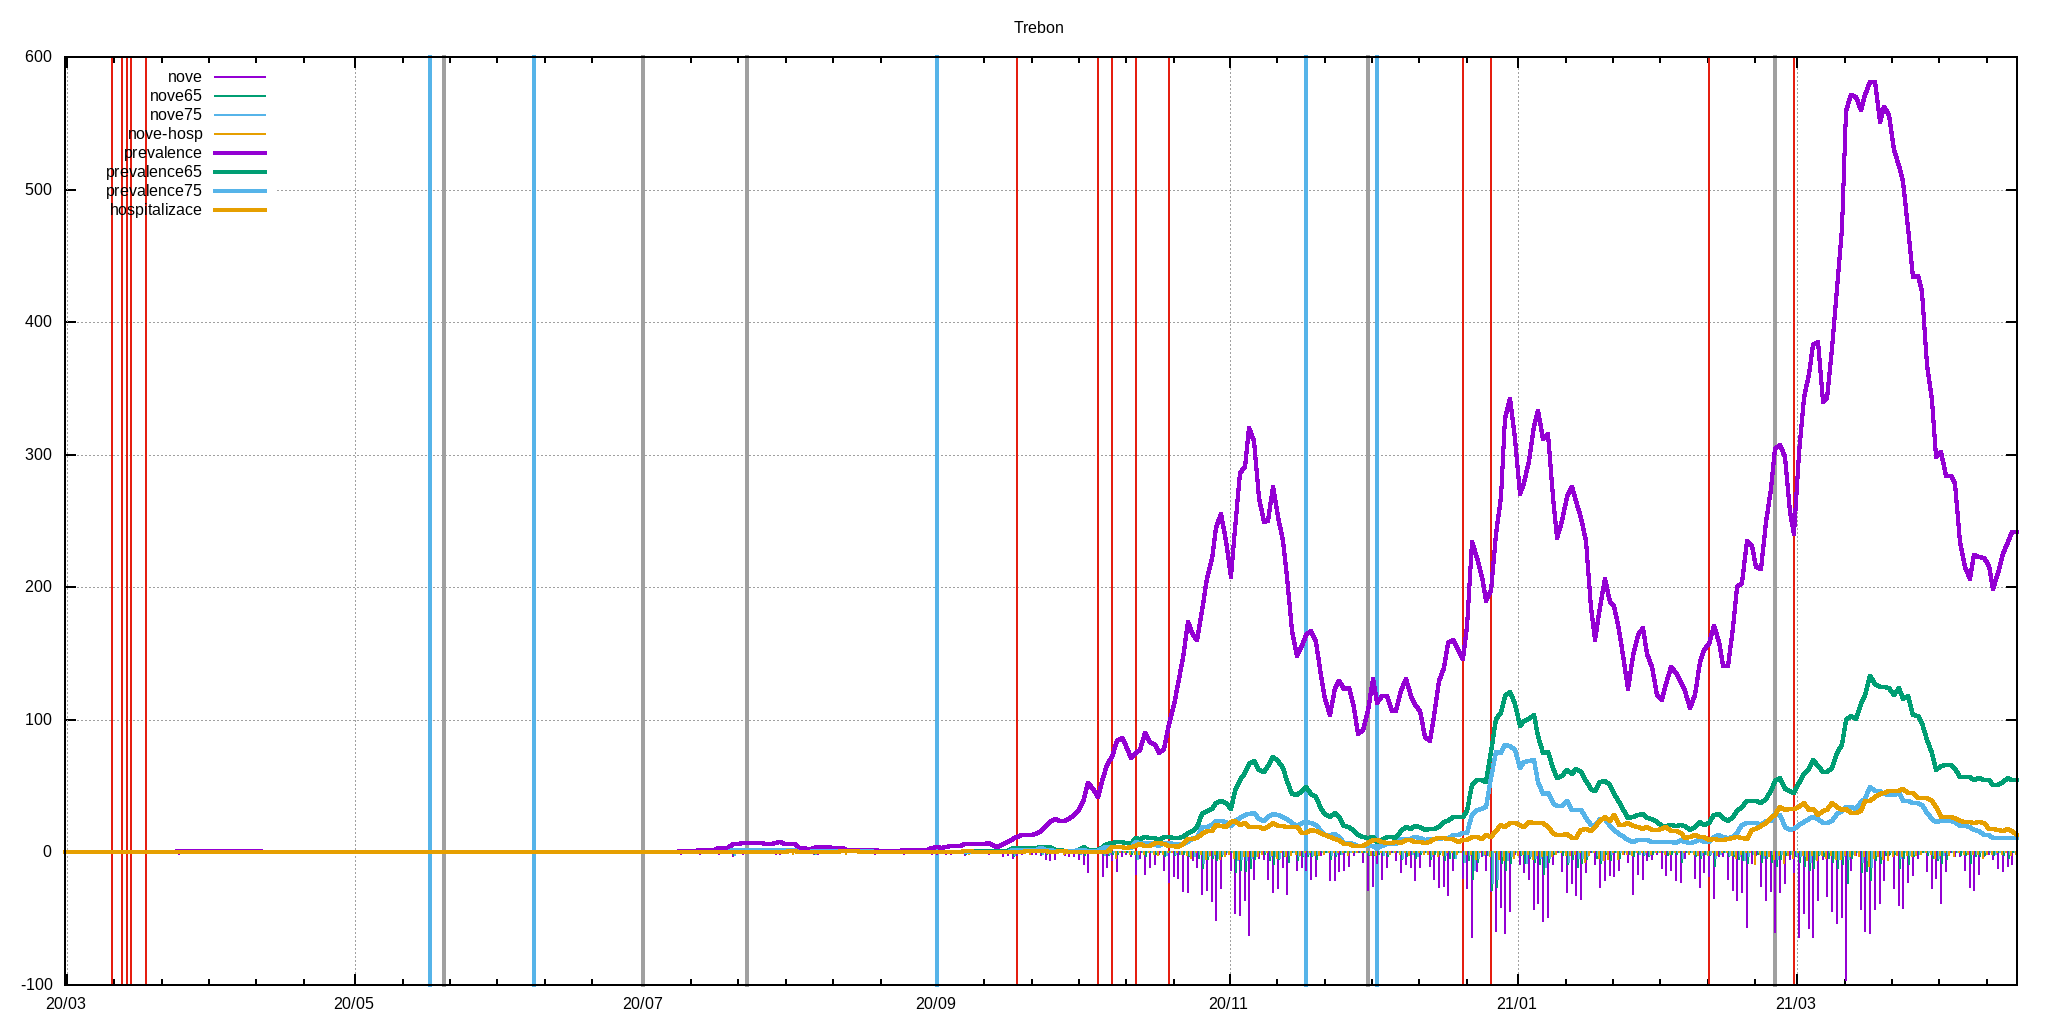 Trebon
600
500
400
300
200
100
0
-100
nove
nove65
nove75
nove-hosp
prevalence
prevalence65
prevalence75
hospitalizace
20/03 20/05 20/07 20/09 20/11 21/01 21/03